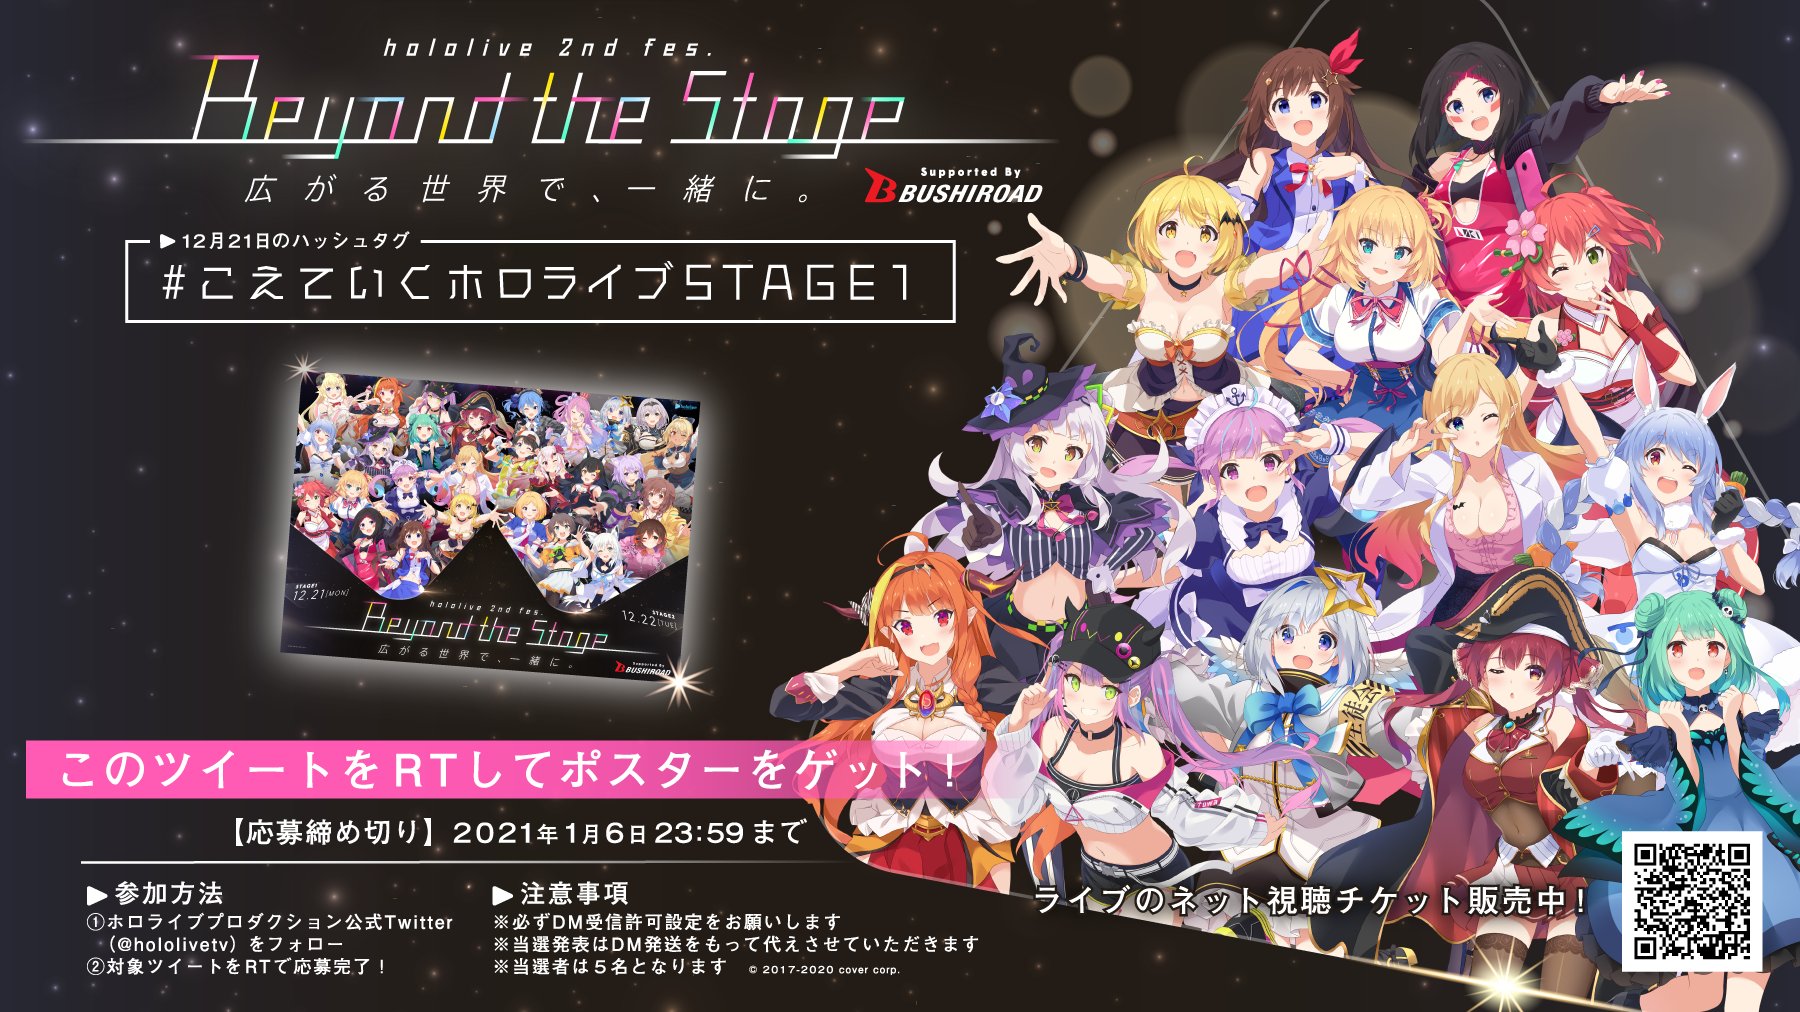 hololive 2nd fes.
Beyond the Stage
広がる世界で、一緒に。
Supported By
BUSHIROAD
▶12月21日のハッシュタグ
#こえていくホロライブSTAGE1
hololive
STAGE1
12.21[MON]
STAGE2
12.22[TUE]
hololive 2nd fes.
Beyond the Stage
広がる世界で、一緒に。
Supported By
BUSHIROAD
このツイートをRTしてポスターをゲット！
【応募締め切り】2021年1月6日 23:59まで
▶参加方法
①ホロライブプロダクション公式Twitter
（@hololivetv）をフォロー
②対象ツイートをRTで応募完了！
▶注意事項
※必ずDM受信許可設定をお願いします
※当選発表はDM発送をもって代えさせていただきます
※当選者は５名となります
© 2017-2020 cover corp.
生徒会
ライブのネット視聴チケット販売中！